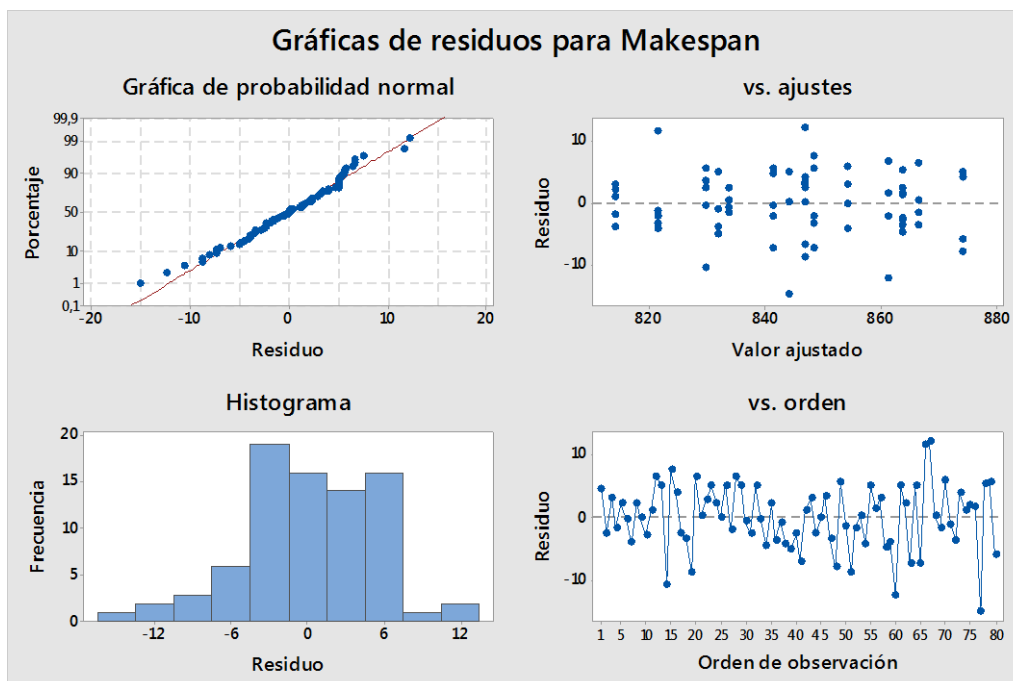 Gráficas de residuos para Makespan
Gráfica de probabilidad normal
99,9
99
90
50
10
1
0,1
Porcentaje
-20 -10 0 10 20
Residuo
vs. ajustes
10
0
-10
Residuo
820 840 860 880
Valor ajustado
Histograma
20
15
10
5
0
Frecuencia
-12 -6 0 6 12
Residuo
vs. orden
10
0
-10
Residuo
1 5 10 15 20 25 30 35 40 45 50 55 60 65 70 75 80
Orden de observación